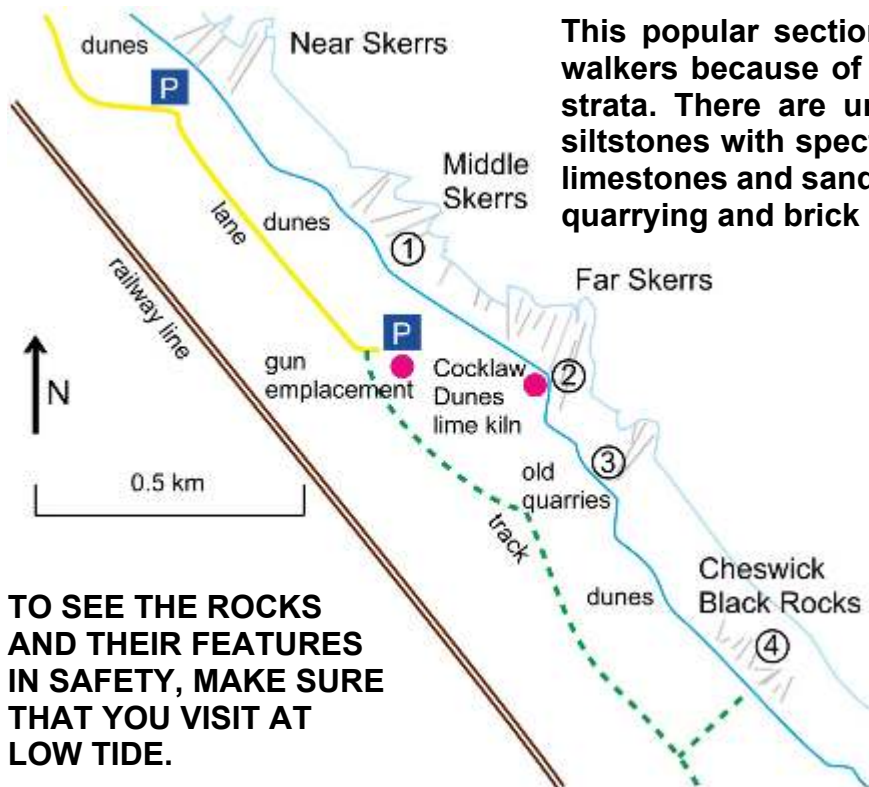 This popular section
walkers because of
strata. There are un
siltstones with spect
limestones and sand
quarrying and brick
dunes
Near Skerrs
P
Middle
Skerrs
lane
dunes
1
Far Skerrs
railway line
P
gun
emplacement
Cocklaw
Dunes
lime kiln
2
N
0.5 km
old
quarries
3
track
Cheswick
Black Rocks
dunes
4
TO SEE THE ROCKS
AND THEIR FEATURES
IN SAFETY, MAKE SURE
THAT YOU VISIT AT
LOW TIDE.